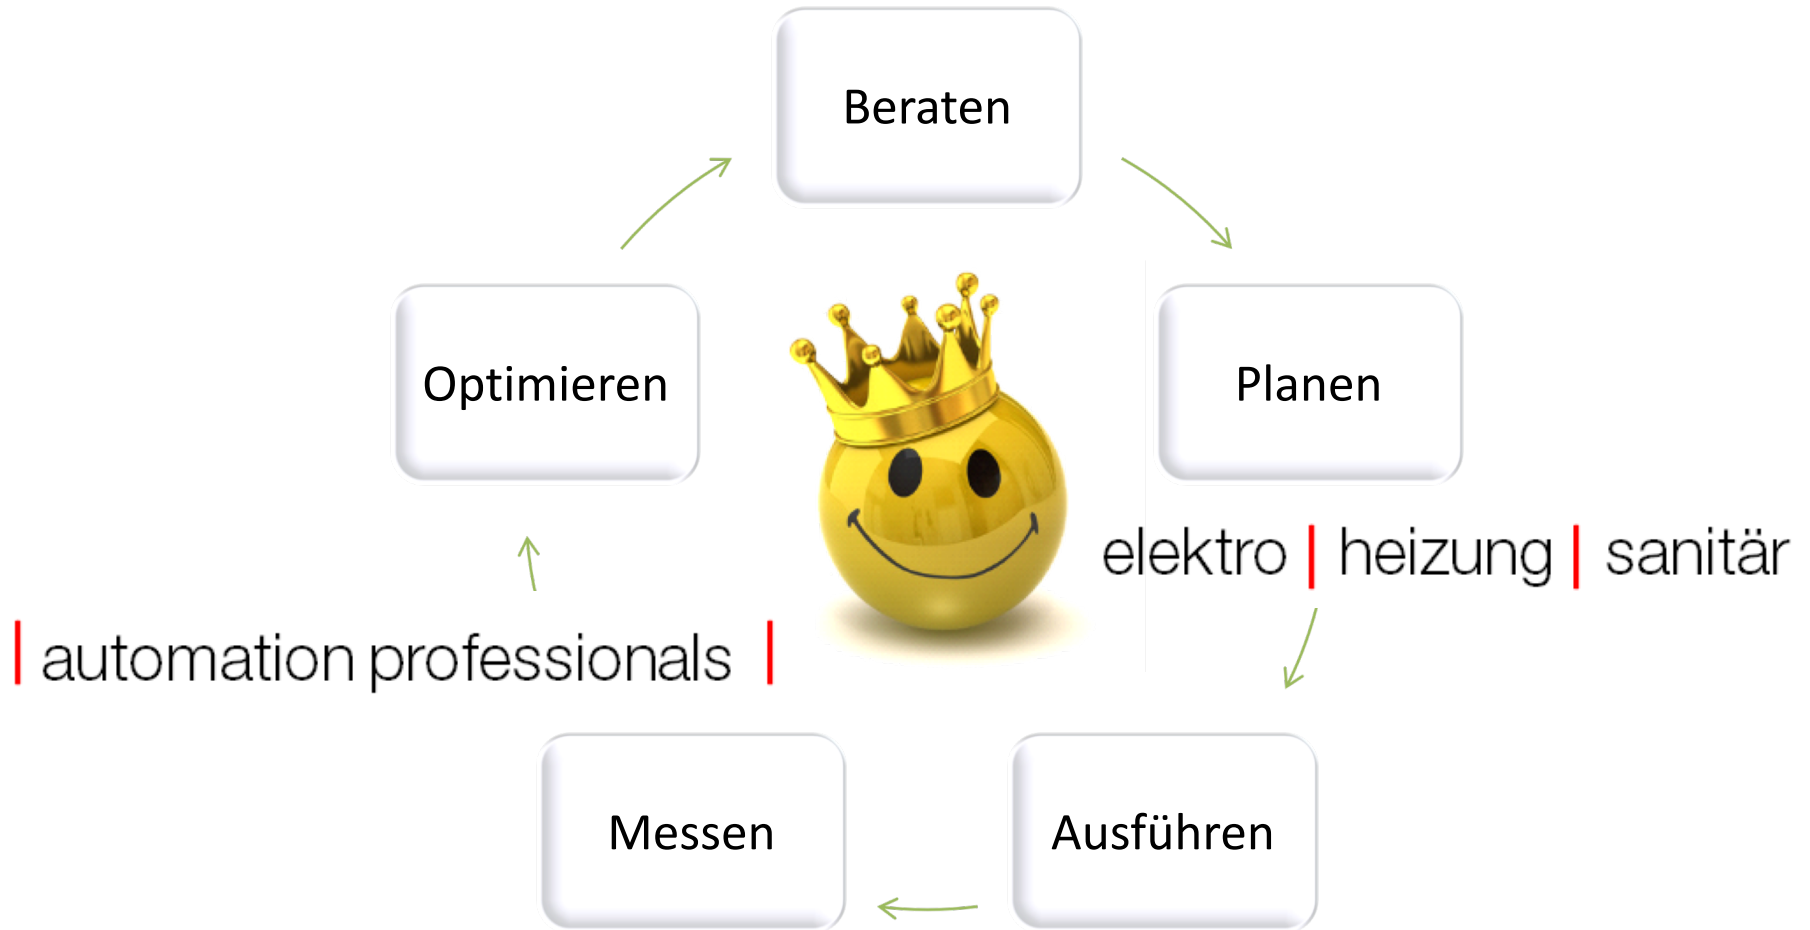 Beraten
Optimieren
Planen
elektro | heizung | sanitär
| automation professionals |
Messen
Ausführen